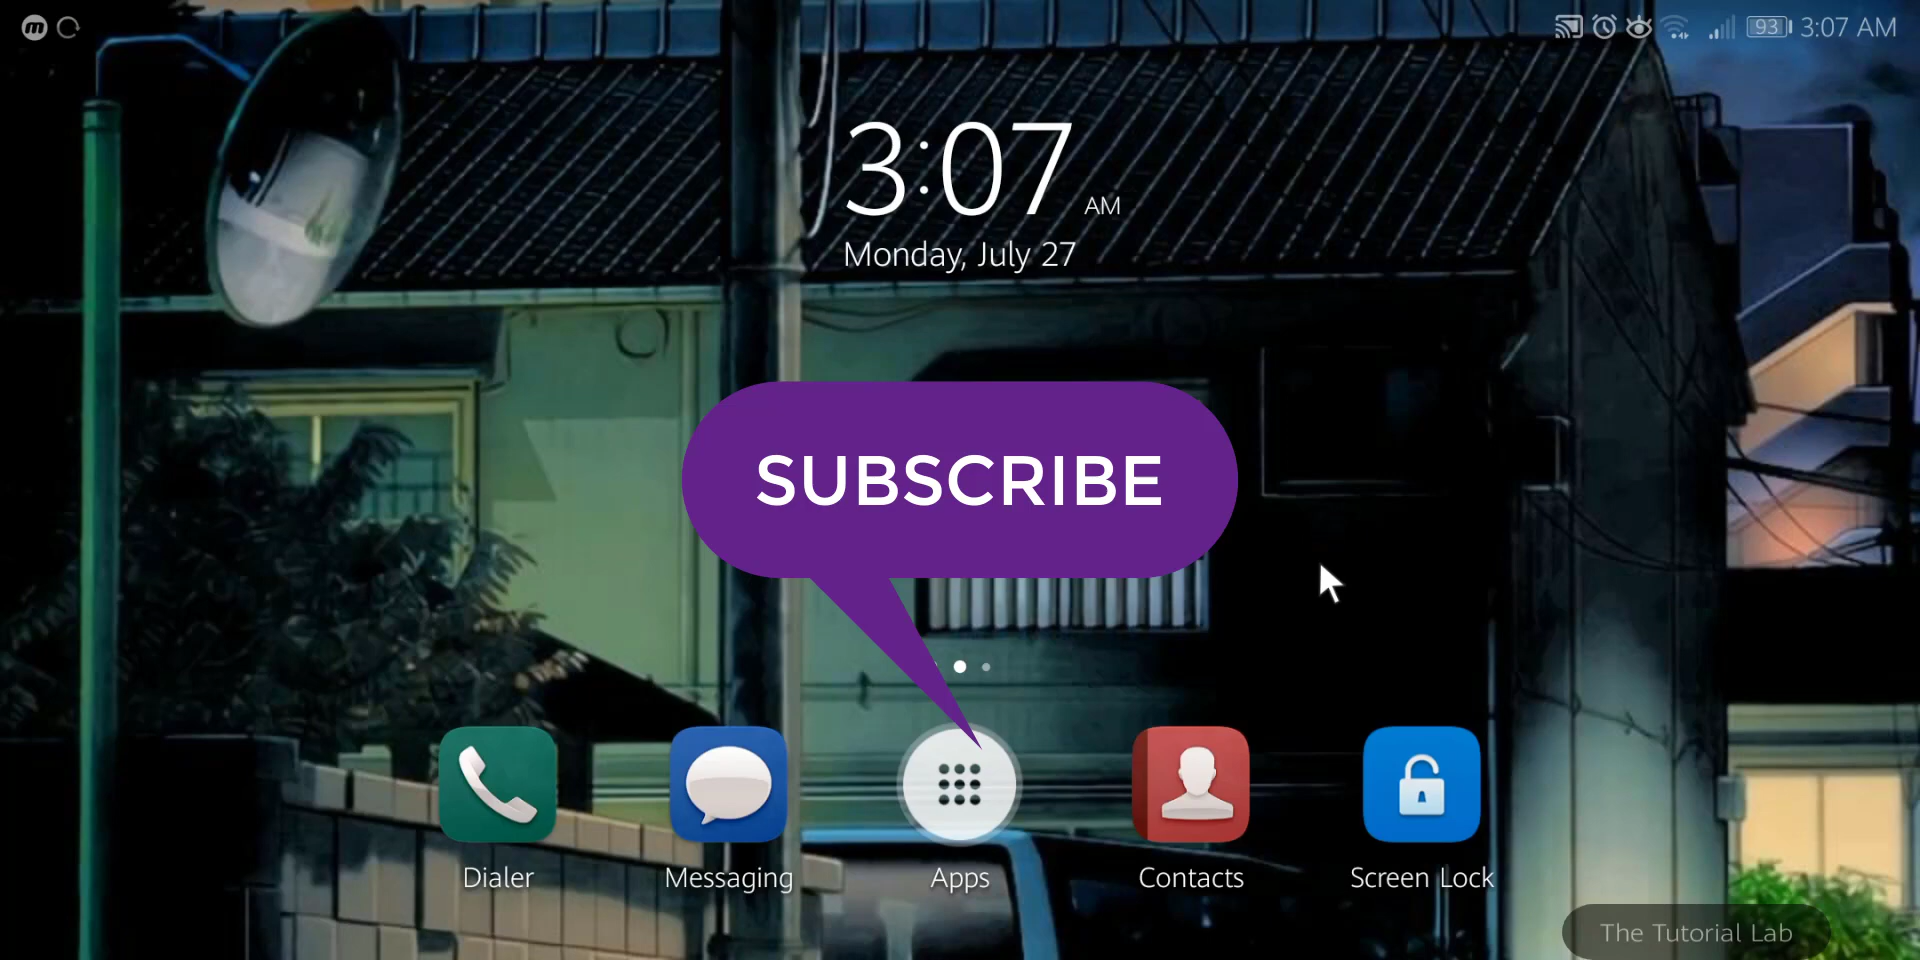 m
93 3:07 AM
3:07 AM
Monday, July 27
SUBSCRIBE
Dialer
Messaging
Apps
Contacts
Screen Lock
The Tutorial Lab